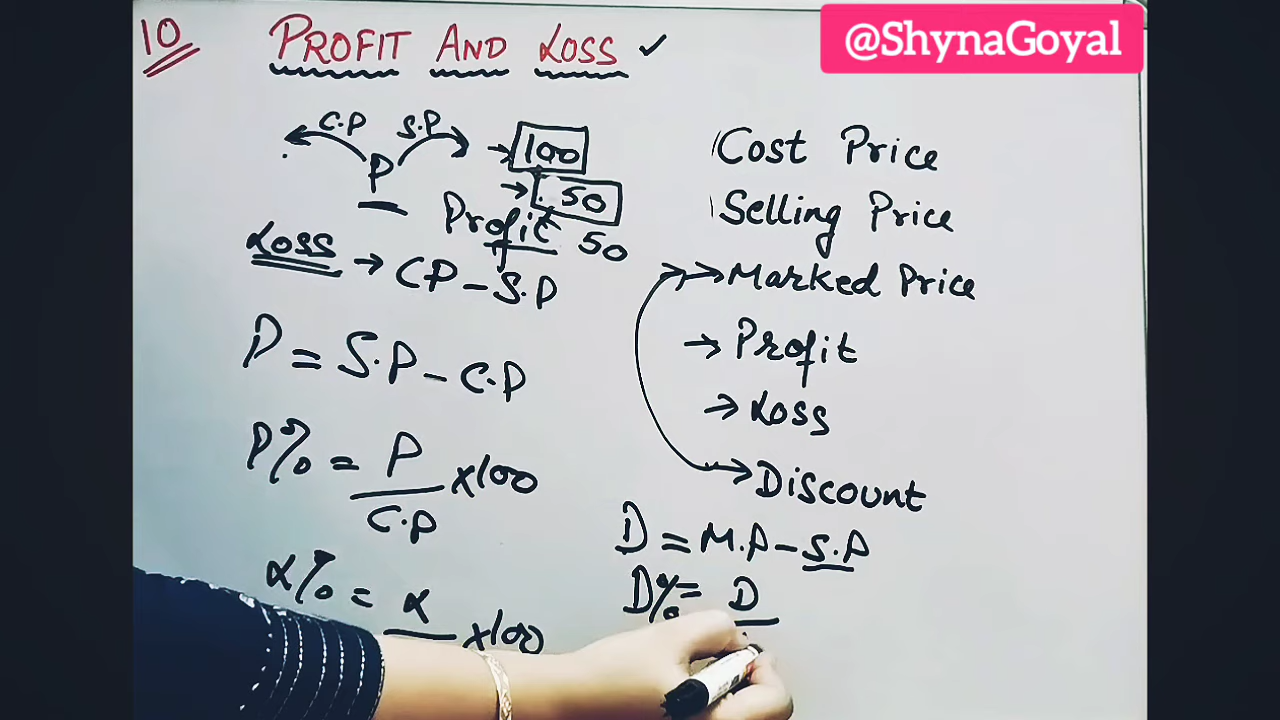 10 PROFIT AND LOSS ✓
@ShynaGoyal
C.P S.P → 100
P → 50
Profit 50
Loss → CP - S.P
P = S.P - C.P
P% = P / C.P ×100
L% = L ×100
Cost Price
Selling Price
→ Marked Price
→ Profit
→ Loss
→ Discount
D = M.P - S.P
D% = D